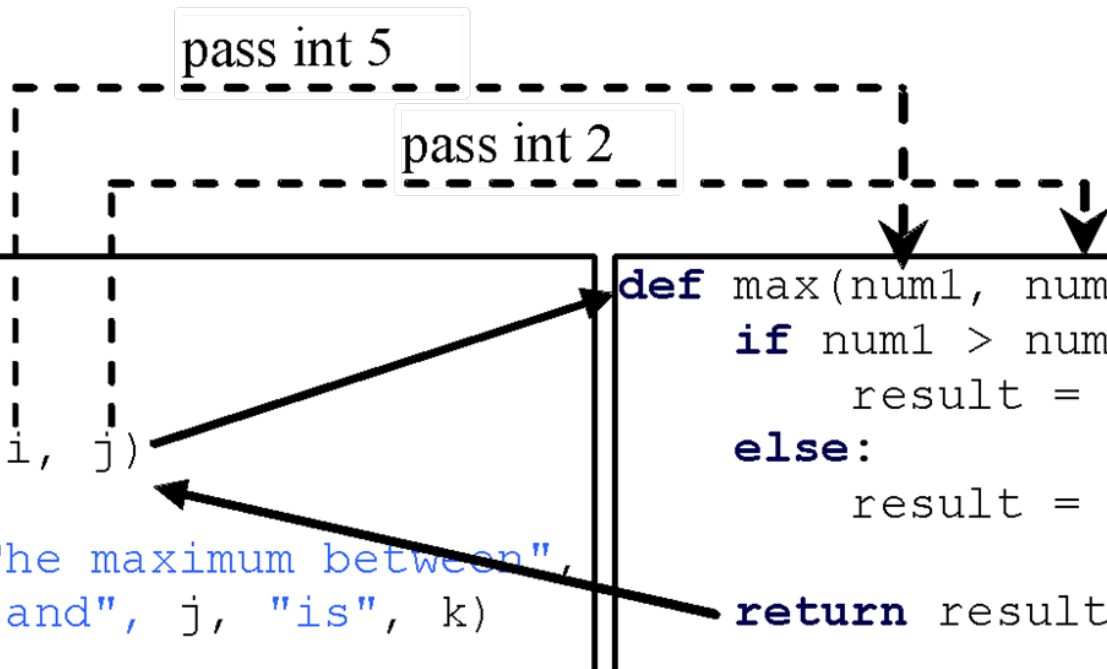 pass int 5
pass int 2
i, j)
he maximum between",
and", j, "is", k)
def max(num1, num
if num1 > num
result =
else:
result =
return result